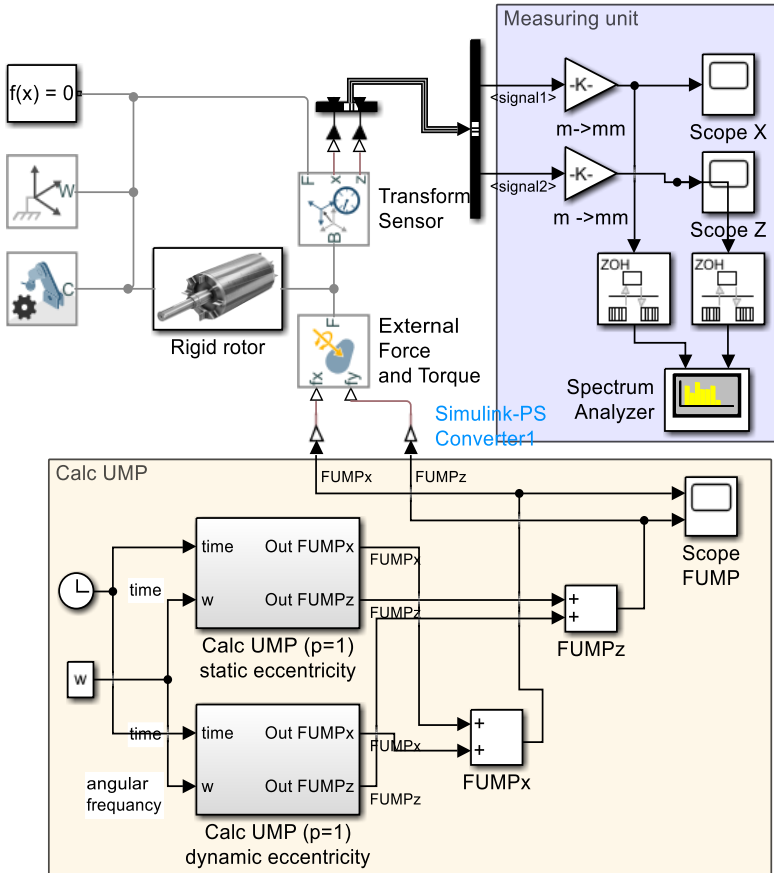 Measuring unit
f(x) = 0
-K-
<signal1>
m->mm
Scope X
F
x
z
W
Transform
Sensor
-K-
<signal2>
m ->mm
Scope Z
B
C
ZOH
ZOH
Rigid rotor
F
External
Force
and Torque
fx
fy
Spectrum
Analyzer
Simulink-PS
Converter1
Calc UMP
FUMPx
FUMPz
Scope
FUMP
time
Out FUMPx
FUMPx
time
w
Out FUMPz
FUMPz
+
+
FUMPz
Calc UMP (p=1)
static eccentricity
w
time
time
Out FUMPx
FUMPx
+
+
FUMPx
angular
frequancy
w
Out FUMPz
FUMPz
Calc UMP (p=1)
dynamic eccentricity